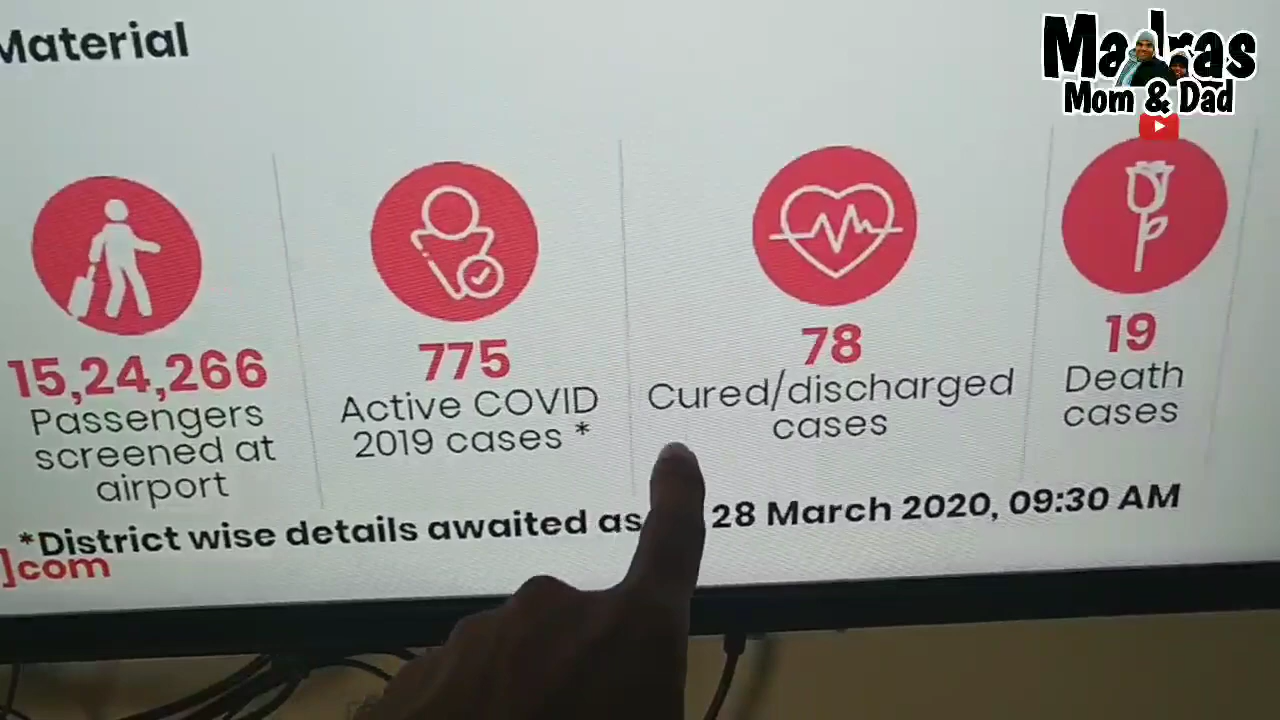 Material
Madras
Mom & Dad
15,24,266
Passengers
screened at
airport
775
Active COVID
2019 cases *
78
Cured/discharged
cases
19
Death
cases
*District wise details awaited as 28 March 2020, 09:30 AM
]com